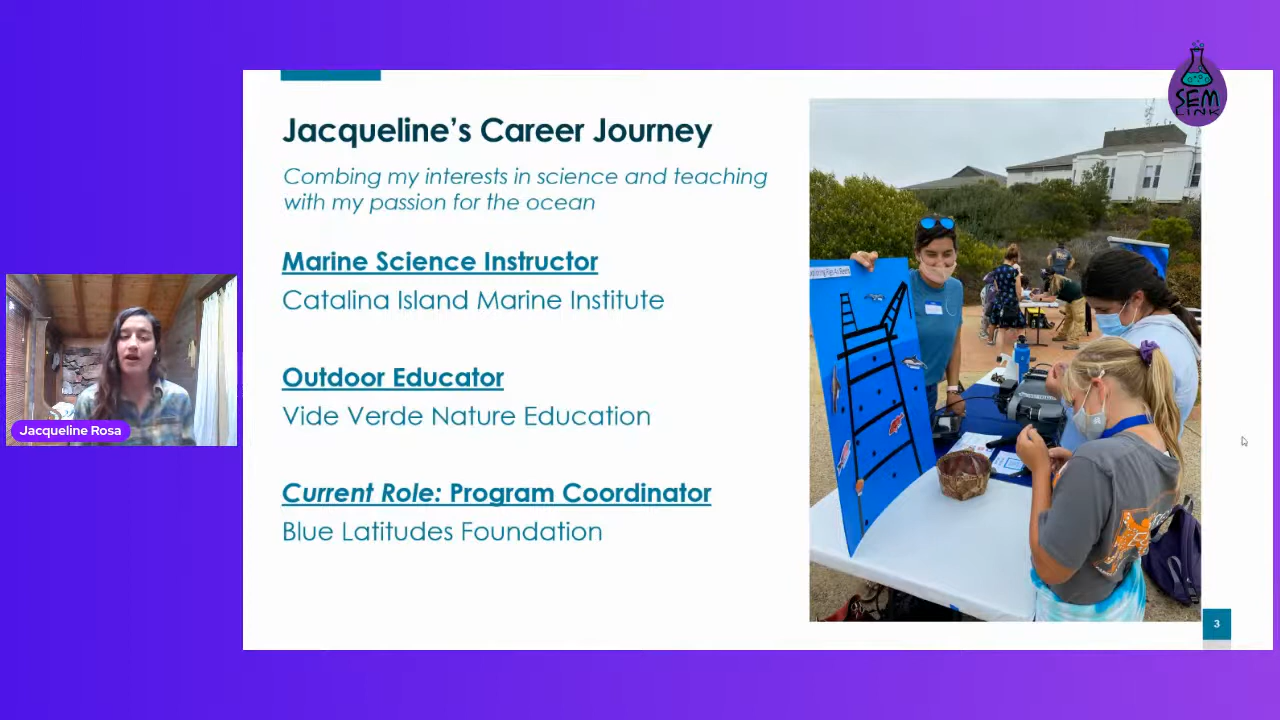 SEM
LINK
Jacqueline's Career Journey
Combing my interests in science and teaching
with my passion for the ocean
Marine Science Instructor
Catalina Island Marine Institute
Outdoor Educator
Vide Verde Nature Education
Current Role: Program Coordinator
Blue Latitudes Foundation
Jacqueline Rosa
3